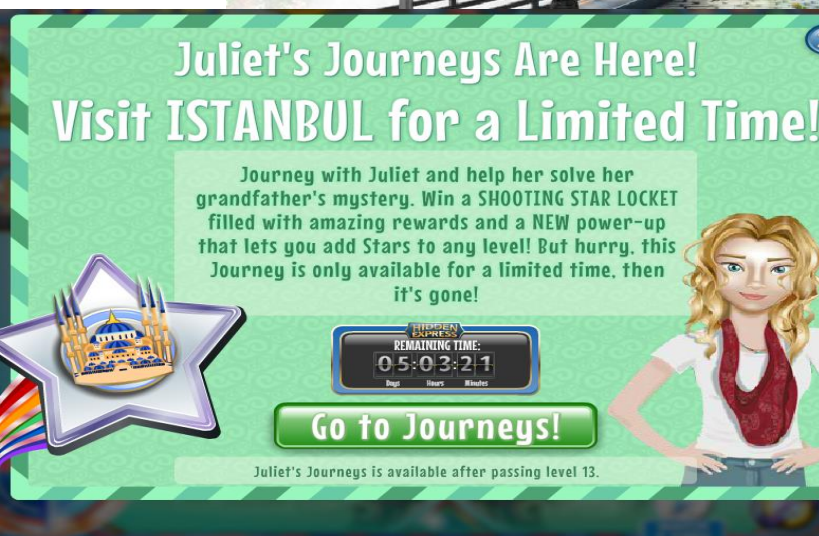 Juliet's Journeys Are Here!
Visit ISTANBUL for a Limited Time!
Journey with Juliet and help her solve her
grandfather's mystery. Win a SHOOTING STAR LOCKET
filled with amazing rewards and a NEW power-up
that lets you add Stars to any level! But hurry, this
Journey is only available for a limited time, then
it's gone!
HIDDEN
EXPRESS
REMAINING TIME:
05:03:21
Days Hours Minutes
Go to Journeys!
Juliet's Journeys is available after passing level 13.